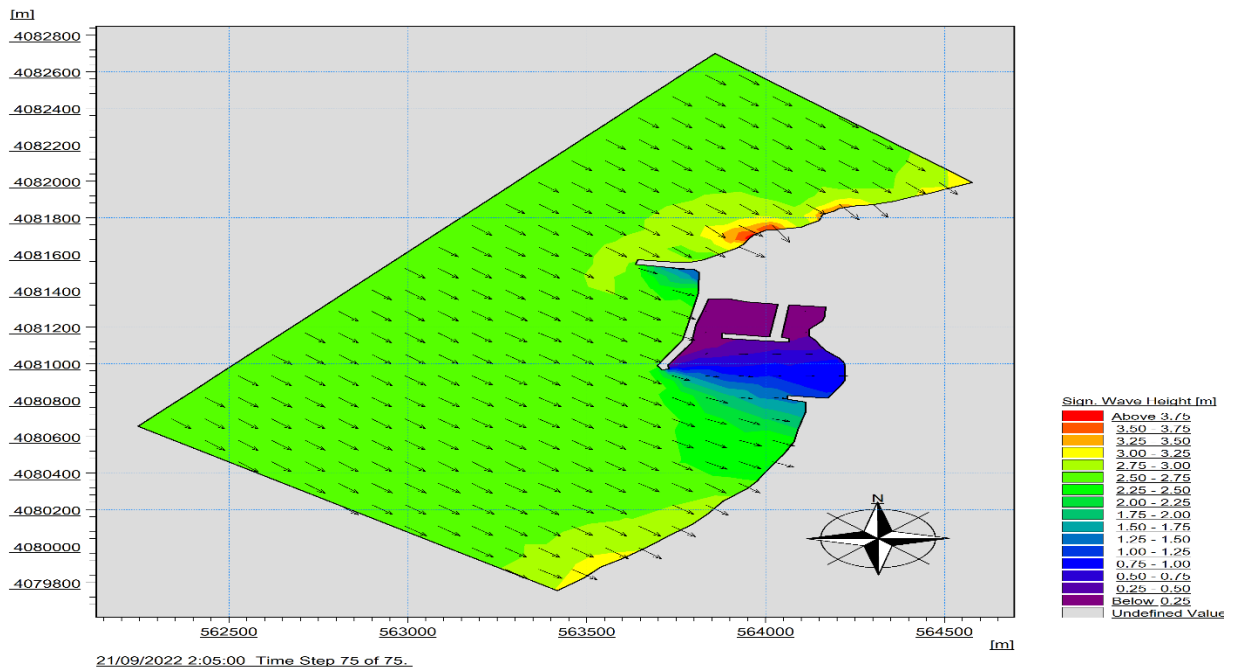 [m]
4082800
4082600
4082400
4082200
4082000
4081800
4081600
4081400
4081200
4081000
4080800
4080600
4080400
4080200
4080000
4079800
562500 563000 563500 564000 564500
[m]
21/09/2022 2:05:00 Time Step 75 of 75.
N
Sign. Wave Height [m]
Above 3.75
3.50 - 3.75
3.25 - 3.50
3.00 - 3.25
2.75 - 3.00
2.50 - 2.75
2.25 - 2.50
2.00 - 2.25
1.75 - 2.00
1.50 - 1.75
1.25 - 1.50
1.00 - 1.25
0.75 - 1.00
0.50 - 0.75
0.25 - 0.50
Below 0.25
Undefined Value